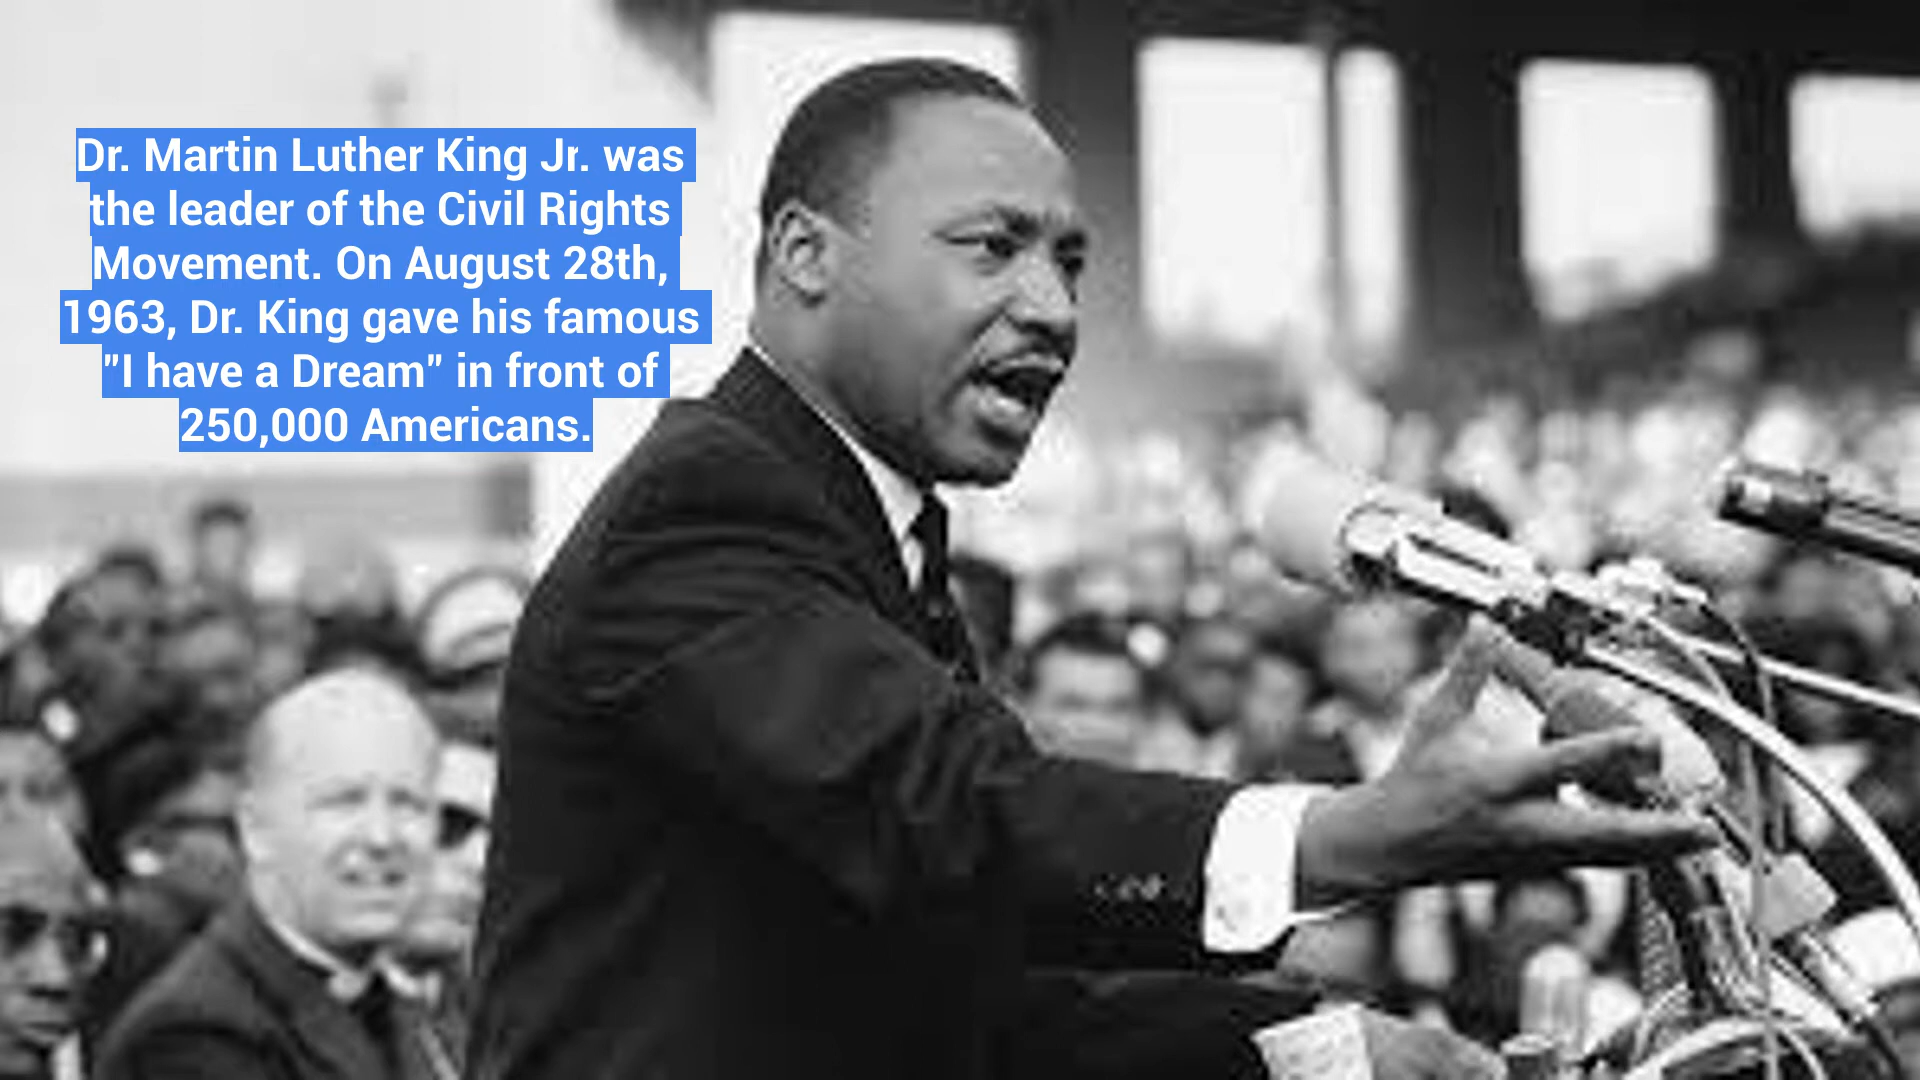 Dr. Martin Luther King Jr. was
the leader of the Civil Rights
Movement. On August 28th,
1963, Dr. King gave his famous
"I have a Dream" in front of
250,000 Americans.